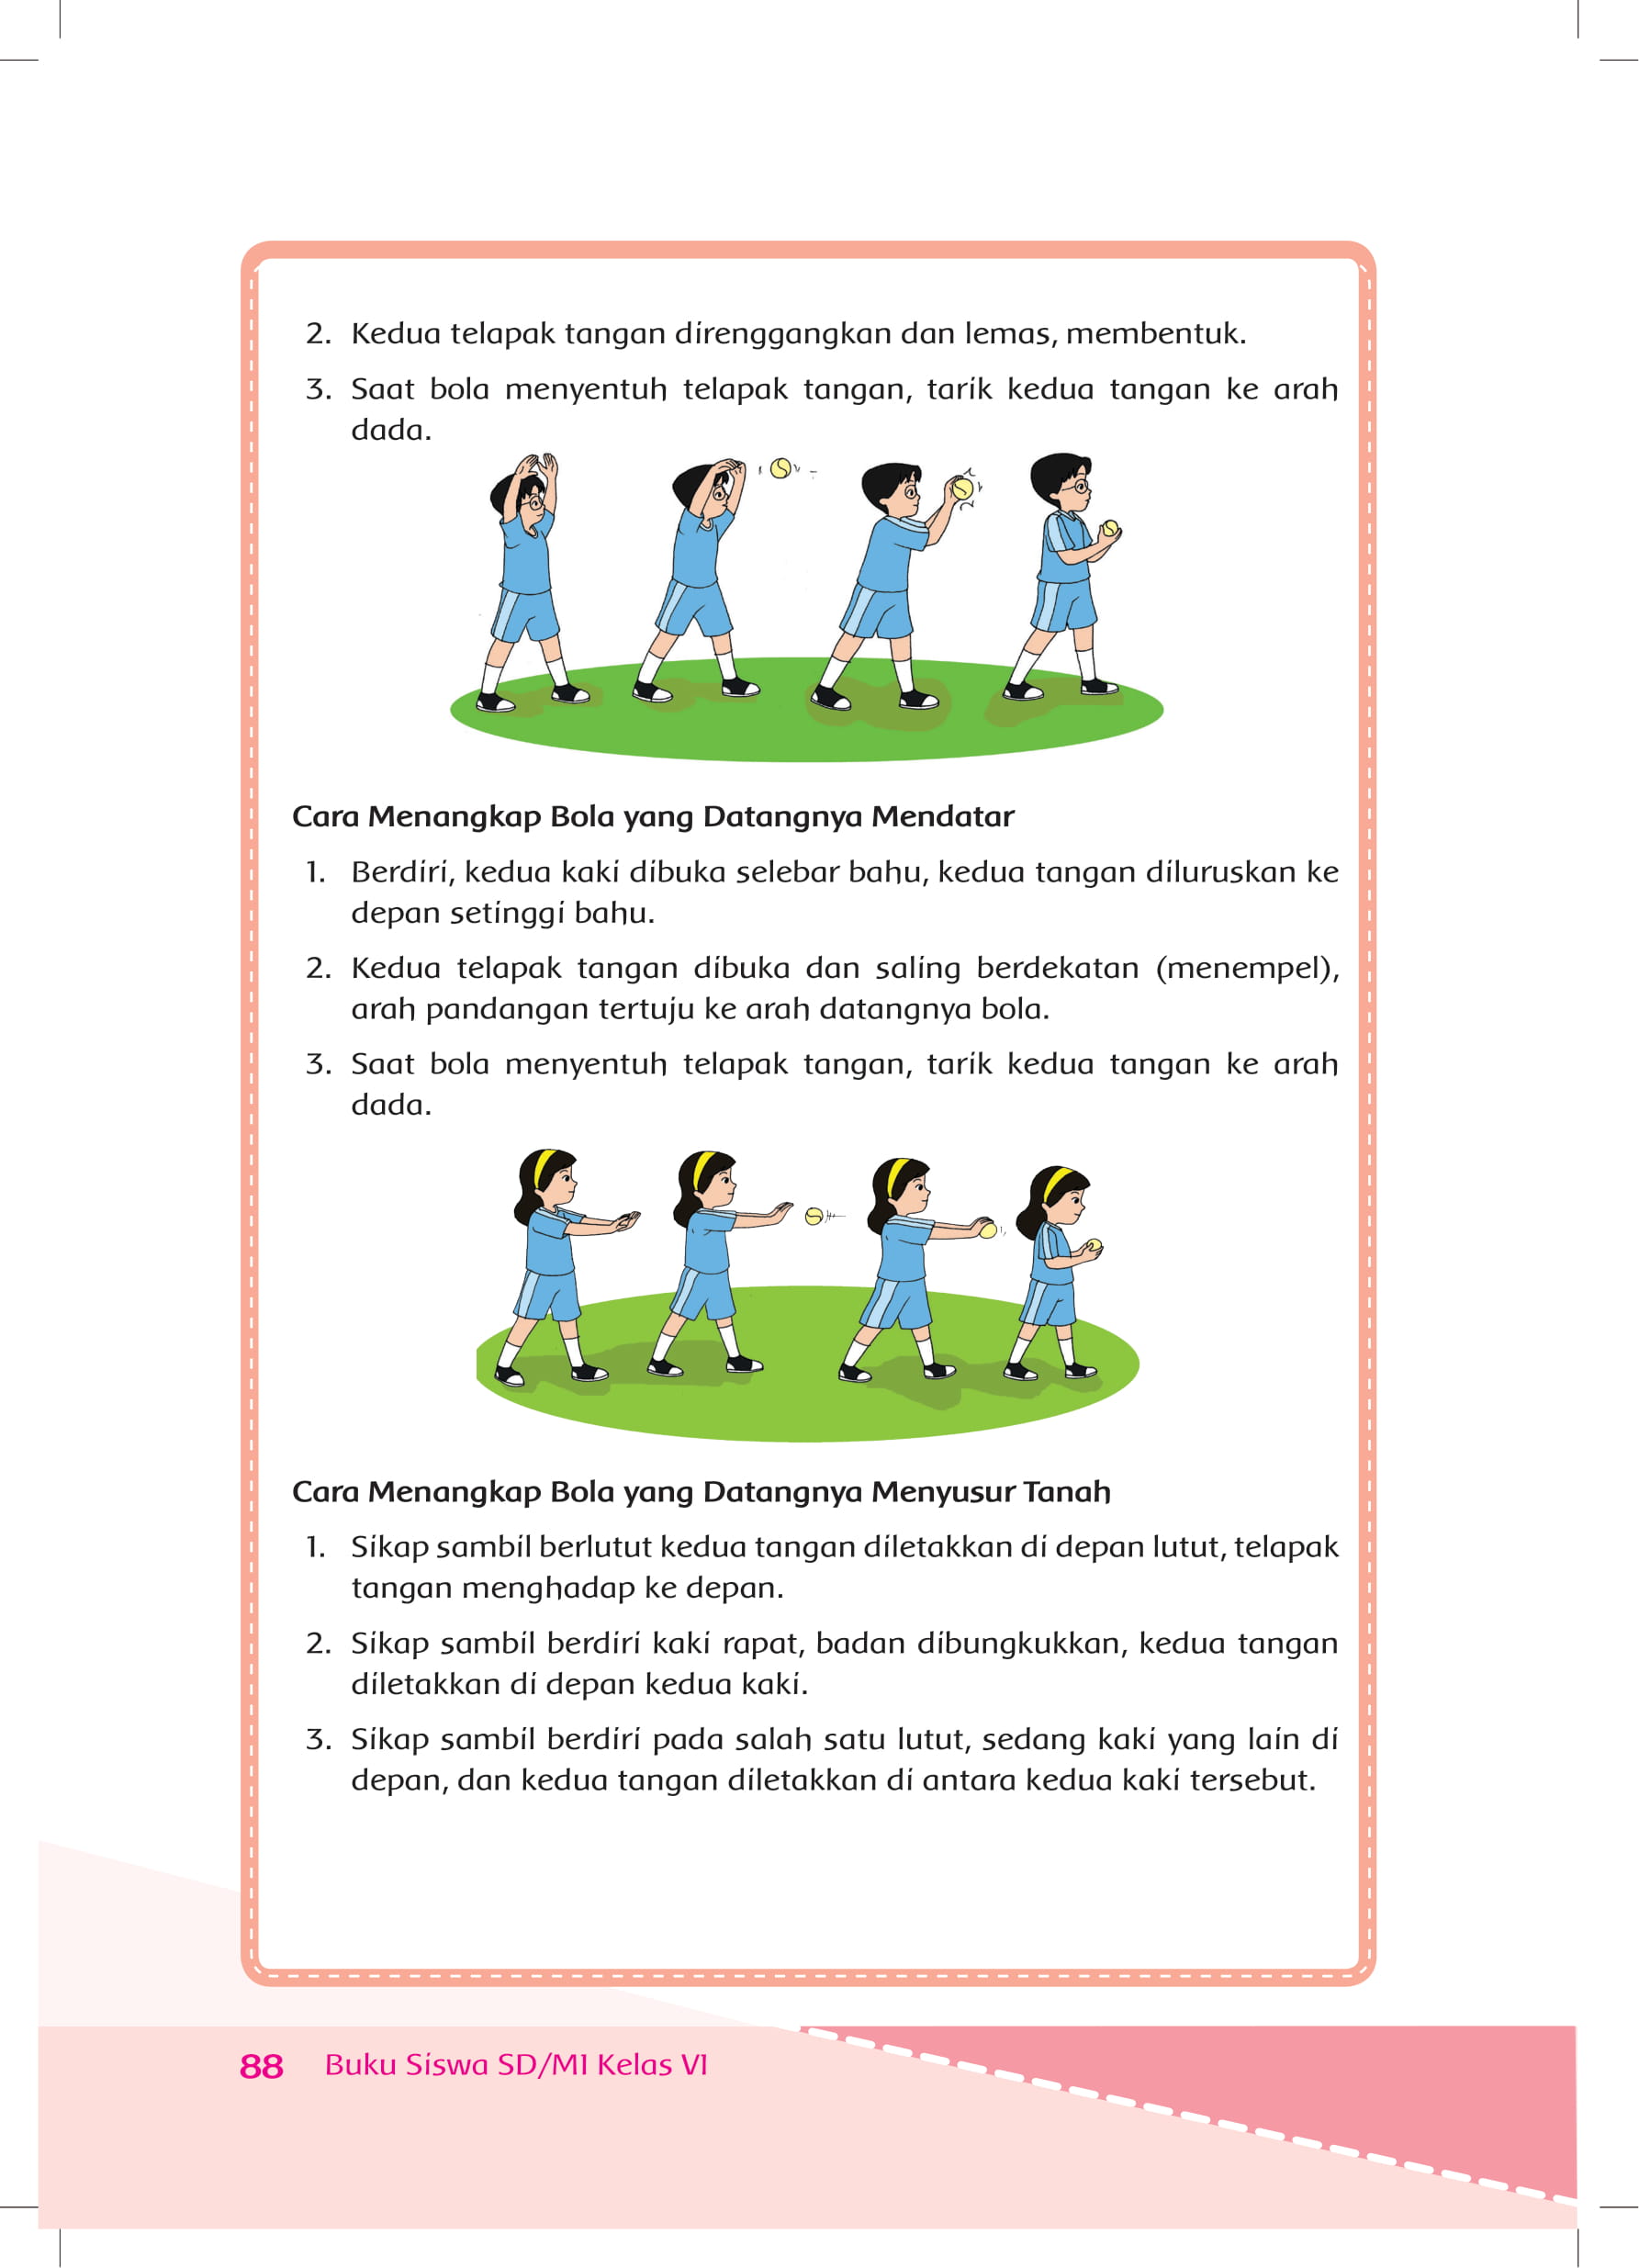 2. Kedua telapak tangan direnggangkan dan lemas, membentuk.
3. Saat bola menyentuh telapak tangan, tarik kedua tangan ke arah
dada.
Cara Menangkap Bola yang Datangnya Mendatar
1. Berdiri, kedua kaki dibuka selebar bahu, kedua tangan diluruskan ke
depan setinggi bahu.
2. Kedua telapak tangan dibuka dan saling berdekatan (menempel),
arah pandangan tertuju ke arah datangnya bola.
3. Saat bola menyentuh telapak tangan, tarik kedua tangan ke arah
dada.
Cara Menangkap Bola yang Datangnya Menyusur Tanah
1. Sikap sambil berlutut kedua tangan diletakkan di depan lutut, telapak
tangan menghadap ke depan.
2. Sikap sambil berdiri kaki rapat, badan dibungkukkan, kedua tangan
diletakkan di depan kedua kaki.
3. Sikap sambil berdiri pada salah satu lutut, sedang kaki yang lain di
depan, dan kedua tangan diletakkan di antara kedua kaki tersebut.
88 Buku Siswa SD/MI Kelas VI